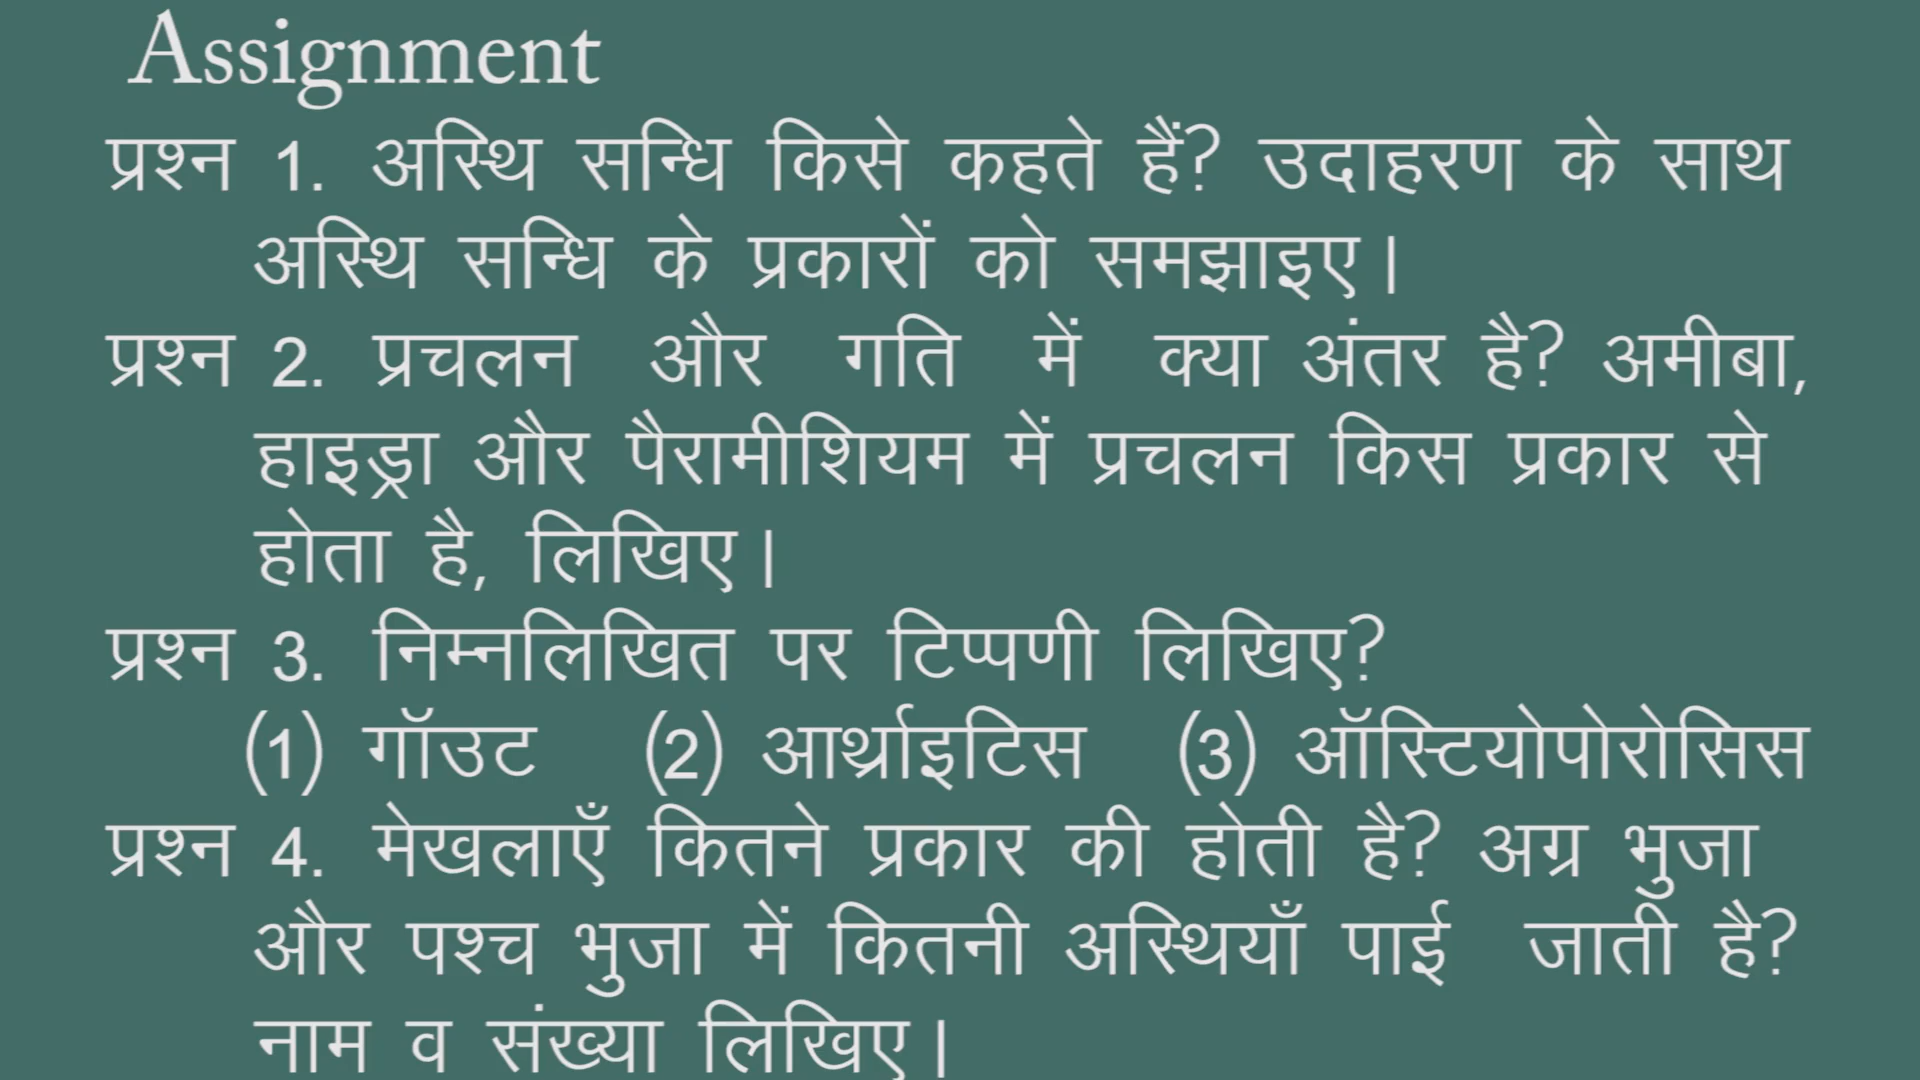 Assignment
प्रश्न 1. अस्थि सन्धि किसे कहते हैं? उदाहरण के साथ
अस्थि सन्धि के प्रकारों को समझाइए।
प्रश्न 2. प्रचलन और गति में क्या अंतर है? अमीबा,
हाइड्रा और पैरामीशियम में प्रचलन किस प्रकार से
होता है, लिखिए।
प्रश्न 3. निम्नलिखित पर टिप्पणी लिखिए?
(1) गॉउट (2) आर्थ्राइटिस (3) ऑस्टियोपोरोसिस
प्रश्न 4. मेखलाएँ कितने प्रकार की होती है? अग्र भुजा
और पश्च भुजा में कितनी अस्थियाँ पाई जाती है?
नाम व संख्या लिखिए।